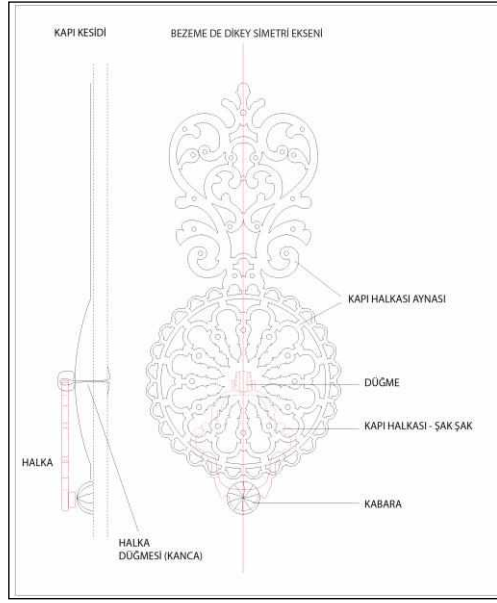 KAPI KESİDİ
BEZEME DE DİKEY SİMETRİ EKSENİ
KAPI HALKASI AYNASI
DÜĞME
KAPI HALKASI - ŞAK ŞAK
HALKA
KABARA
HALKA
DÜĞMESİ (KANCA)